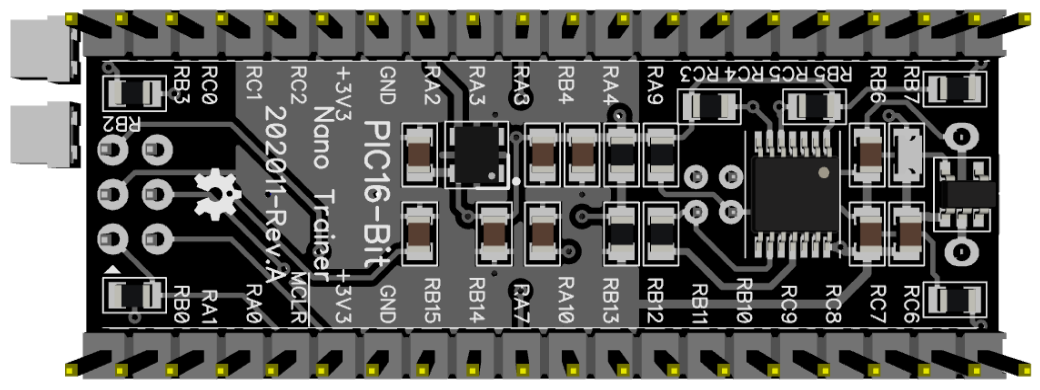 RB3
RC0
RC1
RC2
+3V3
GND
RA2
RA3
RA3
RB4
RA4
RA9
RC3
RC4
RC5
RB5
RB6
RB7
RB2
PIC16-Bit
Nano Trainer
202011-Rev.A
RB0
RA1
RA0
MCLR
+3V3
GND
RB15
RB14
RA7
RA10
RB13
RB12
RB11
RB10
RC9
RC8
RC7
RC6